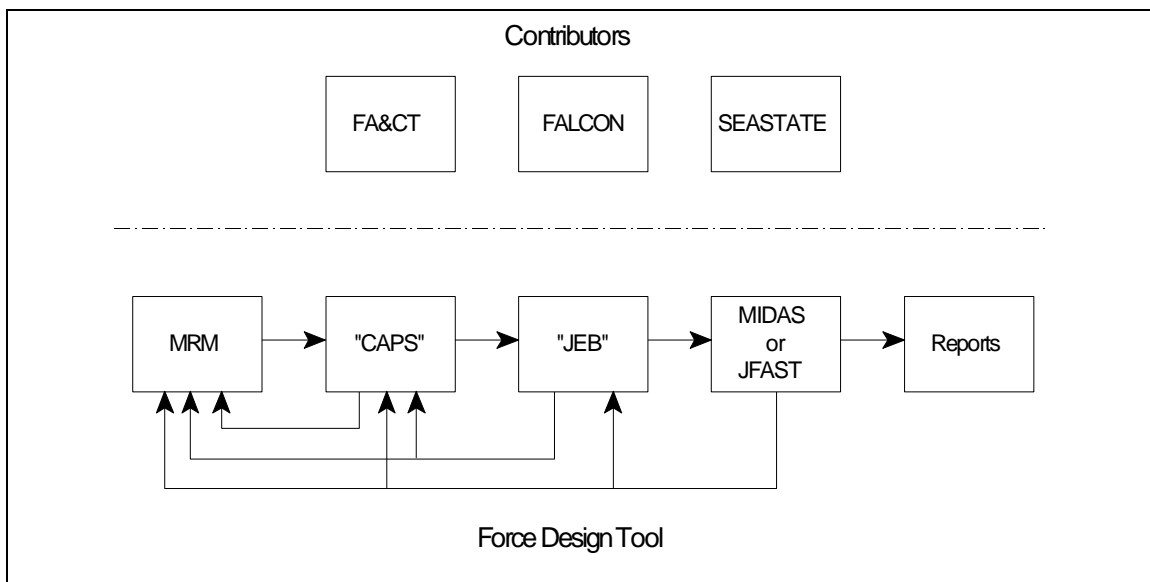 Contributors
FA&CT
FALCON
SEASTATE
MRM
"CAPS"
"JEB"
MIDAS
or
JFAST
Reports
Force Design Tool